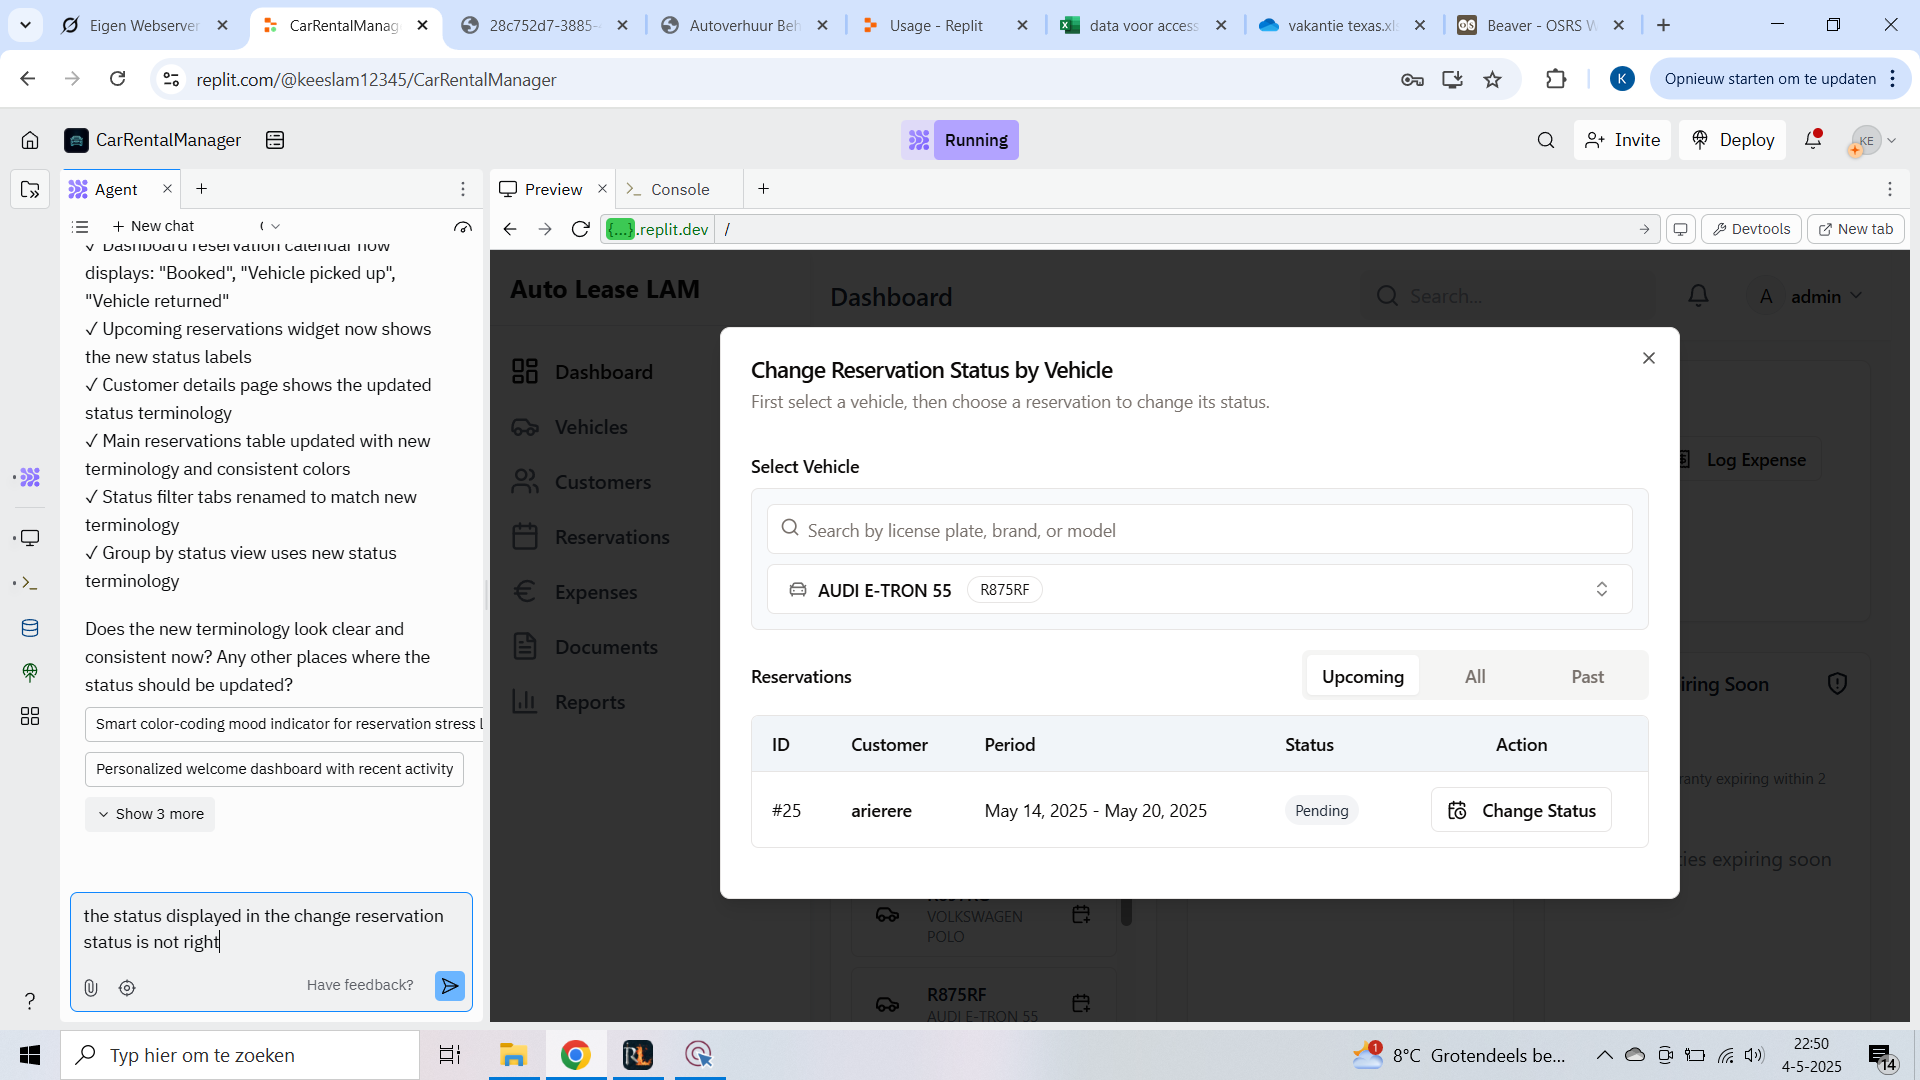 Eigen Webserver
CarRentalManag
28c752d7-3885-
Autoverhuur Beh
Usage - Replit
data voor access
vakantie texas.xl
Beaver - OSRS W
replit.com/@keeslam12345/CarRentalManager
K
Opnieuw starten om te updaten
CarRentalManager
Running
Invite
Deploy
KE
Agent
New chat
Dashboard reservation calendar now
displays: "Booked", "Vehicle picked up",
"Vehicle returned"
✓ Upcoming reservations widget now shows
the new status labels
✓ Customer details page shows the updated
status terminology
✓ Main reservations table updated with new
terminology and consistent colors
✓ Status filter tabs renamed to match new
terminology
✓ Group by status view uses new status
terminology
Does the new terminology look clear and
consistent now? Any other places where the
status should be updated?
Smart color-coding mood indicator for reservation stress l
Personalized welcome dashboard with recent activity
Show 3 more
the status displayed in the change reservation
status is not right
Have feedback?
Preview
Console
{...}.replit.dev /
Devtools
New tab
Auto Lease LAM
Dashboard
Search...
A admin
Dashboard
Vehicles
Customers
Reservations
Expenses
Documents
Reports
Log Expense
iring Soon
ranty expiring within 2
ties expiring soon
Change Reservation Status by Vehicle
First select a vehicle, then choose a reservation to change its status.
Select Vehicle
Search by license plate, brand, or model
AUDI E-TRON 55 R875RF
Reservations
Upcoming All Past
ID Customer Period Status Action
#25 arierere May 14, 2025 - May 20, 2025 Pending Change Status
VOLKSWAGEN
POLO
R875RF
AUDI E-TRON 55
Typ hier om te zoeken
RL
1
8°C Grotendeels be...
22:50
4-5-2025
14